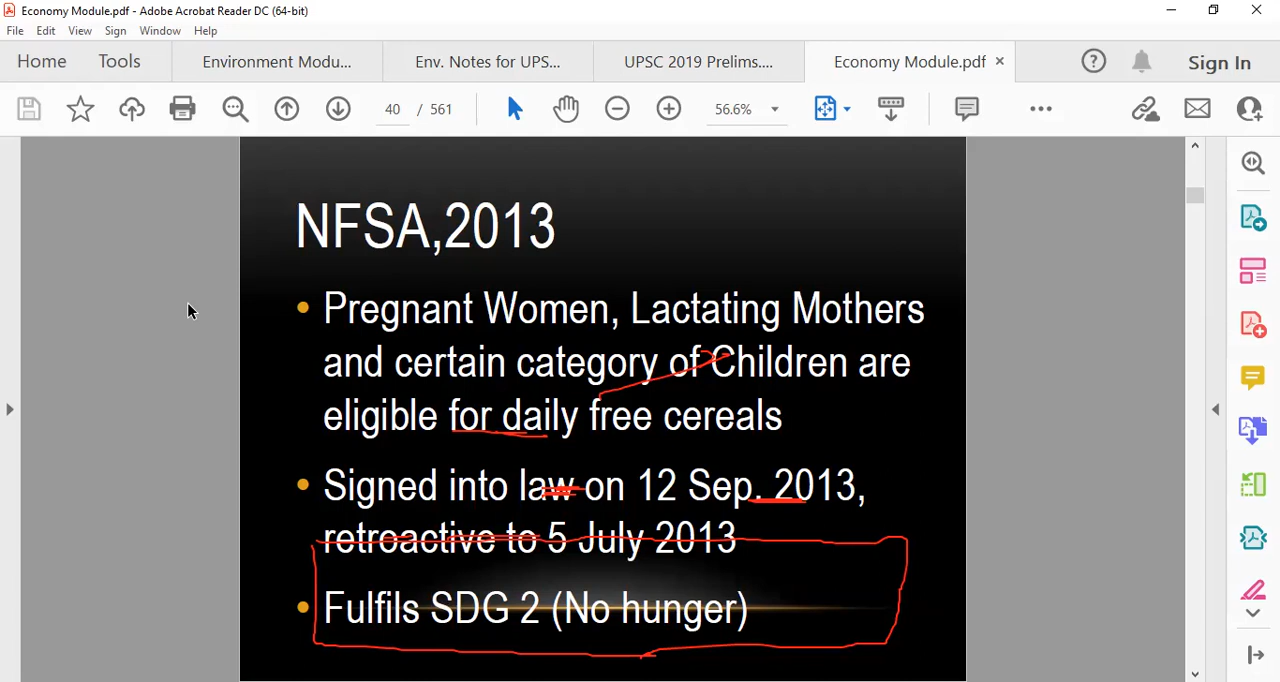 Economy Module.pdf - Adobe Acrobat Reader DC (64-bit)
File Edit View Sign Window Help
Home Tools Environment Modu... Env. Notes for UPS... UPSC 2019 Prelims.... Economy Module.pdf × ? Sign In
40 / 561 56.6%
NFSA,2013
• Pregnant Women, Lactating Mothers
and certain category of Children are
eligible for daily free cereals
• Signed into law on 12 Sep. 2013,
retroactive to 5 July 2013
• Fulfils SDG 2 (No hunger)